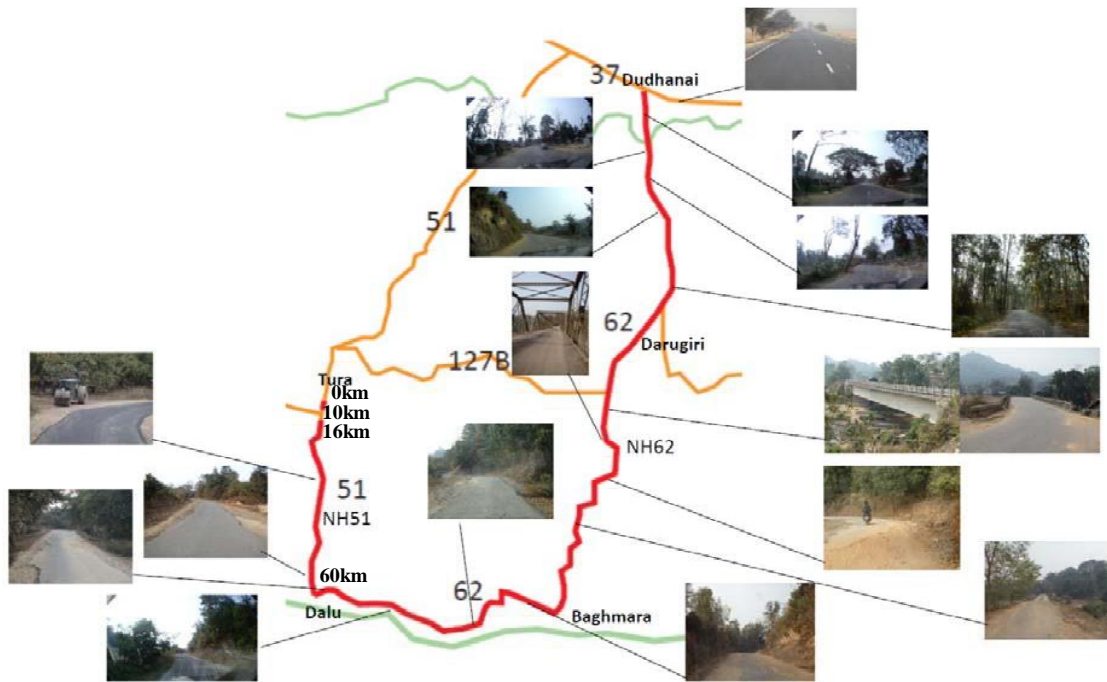 37
Dudhanai
51
62
Darugiri
127B
Tura
0km
10km
16km
NH62
51
NH51
60km
62
Dalu
Baghmara